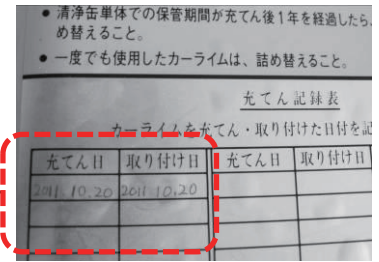 ● 清浄缶単体での保管期間が充てん後1年を経過したら、
め替えること。
● 一度でも使用したカーライムは、詰め替えること。
充てん記録表
カーライムを充てん・取り付けた日付を記
充てん日 取り付け日 充てん日 取り付け日
2011.10.20 2011.10.20